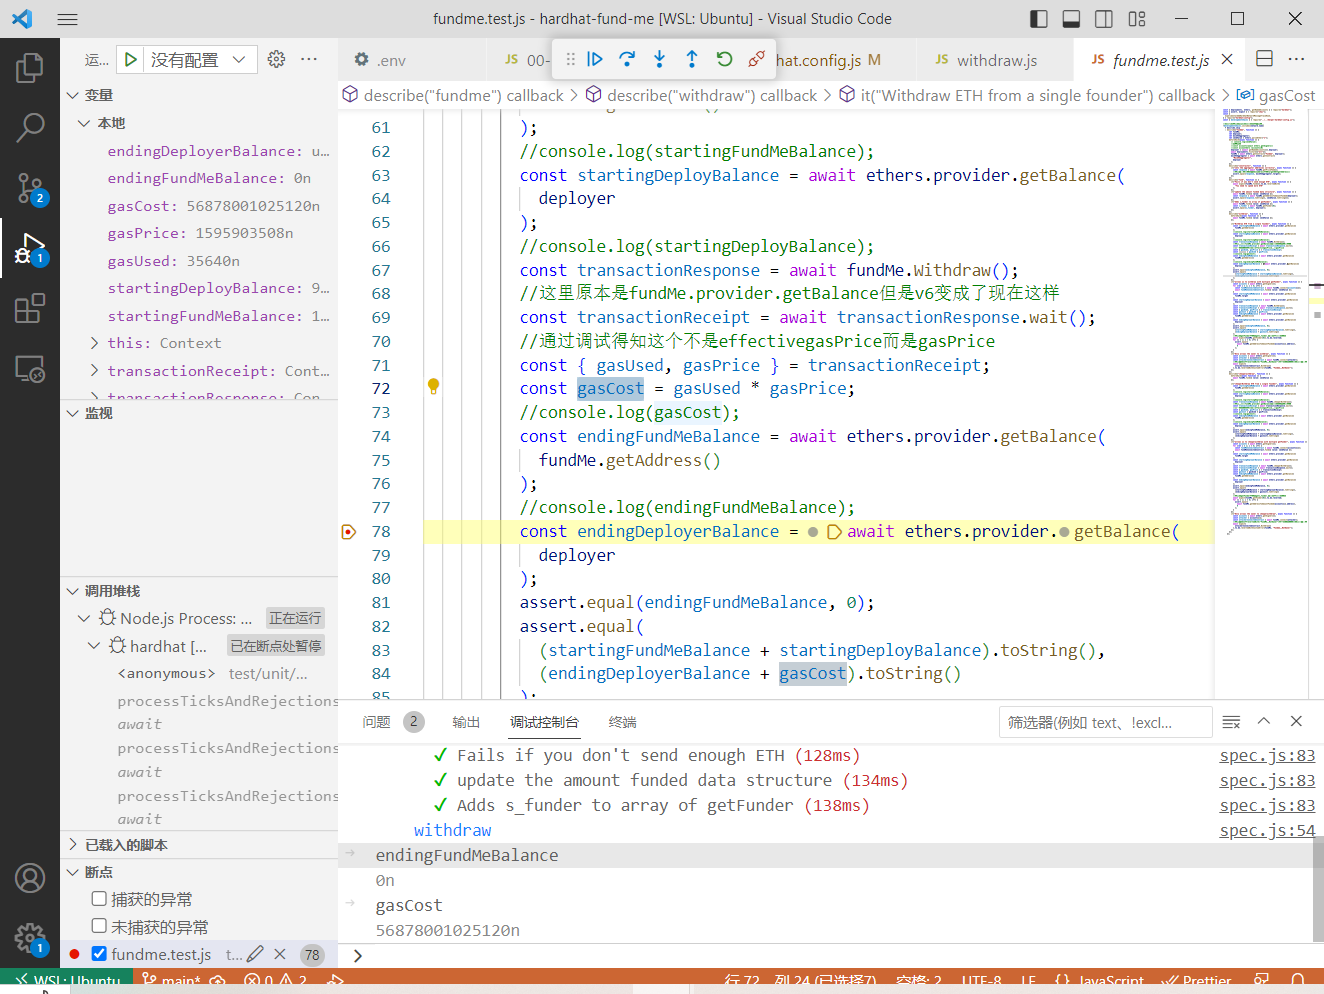 fundme.test.js - hardhat-fund-me [WSL: Ubuntu] - Visual Studio Code
运... 没有配置
.env
JS 00-
hat.config.js M
JS withdraw.js
JS fundme.test.js
describe("fundme") callback > describe("withdraw") callback > it("Withdraw ETH from a single founder") callback > gasCost
变量
本地
endingDeployerBalance: u...
endingFundMeBalance: 0n
gasCost: 56878001025120n
gasPrice: 1595903508n
gasUsed: 35640n
startingDeployBalance: 9...
startingFundMeBalance: 1...
this: Context
transactionReceipt: Cont...
transactionResponse: Con...
监视
调用堆栈
Node.js Process: ... 正在运行
hardhat [... 已在断点处暂停
<anonymous> test/unit/...
processTicksAndRejections
await
processTicksAndRejections
await
processTicksAndRejections
await
已载入的脚本
断点
捕获的异常
未捕获的异常
fundme.test.js t... 78
2
1
1
61 );
62 //console.log(startingFundMeBalance);
63 const startingDeployBalance = await ethers.provider.getBalance(
64 deployer
65 );
66 //console.log(startingDeployBalance);
67 const transactionResponse = await fundMe.Withdraw();
68 //这里原本是fundMe.provider.getBalance但是v6变成了现在这样
69 const transactionReceipt = await transactionResponse.wait();
70 //通过调试得知这个不是effectivegasPrice而是gasPrice
71 const { gasUsed, gasPrice } = transactionReceipt;
72 const gasCost = gasUsed * gasPrice;
73 //console.log(gasCost);
74 const endingFundMeBalance = await ethers.provider.getBalance(
75 fundMe.getAddress()
76 );
77 //console.log(endingFundMeBalance);
78 const endingDeployerBalance = await ethers.provider.getBalance(
79 deployer
80 );
81 assert.equal(endingFundMeBalance, 0);
82 assert.equal(
83 (startingFundMeBalance + startingDeployBalance).toString(),
84 (endingDeployerBalance + gasCost).toString()
85 );
问题 2 输出 调试控制台 终端 筛选器(例如 text、!excl...
✓ Fails if you don't send enough ETH (128ms) spec.js:83
✓ update the amount funded data structure (134ms) spec.js:83
✓ Adds s_funder to array of getFunder (138ms) spec.js:83
withdraw spec.js:54
endingFundMeBalance
0n
gasCost
56878001025120n
>
WSL: Ubuntu main* 0 2 行 72, 列 24 (已选择7) 空格: 2 UTF-8 LF {} JavaScript Prettier